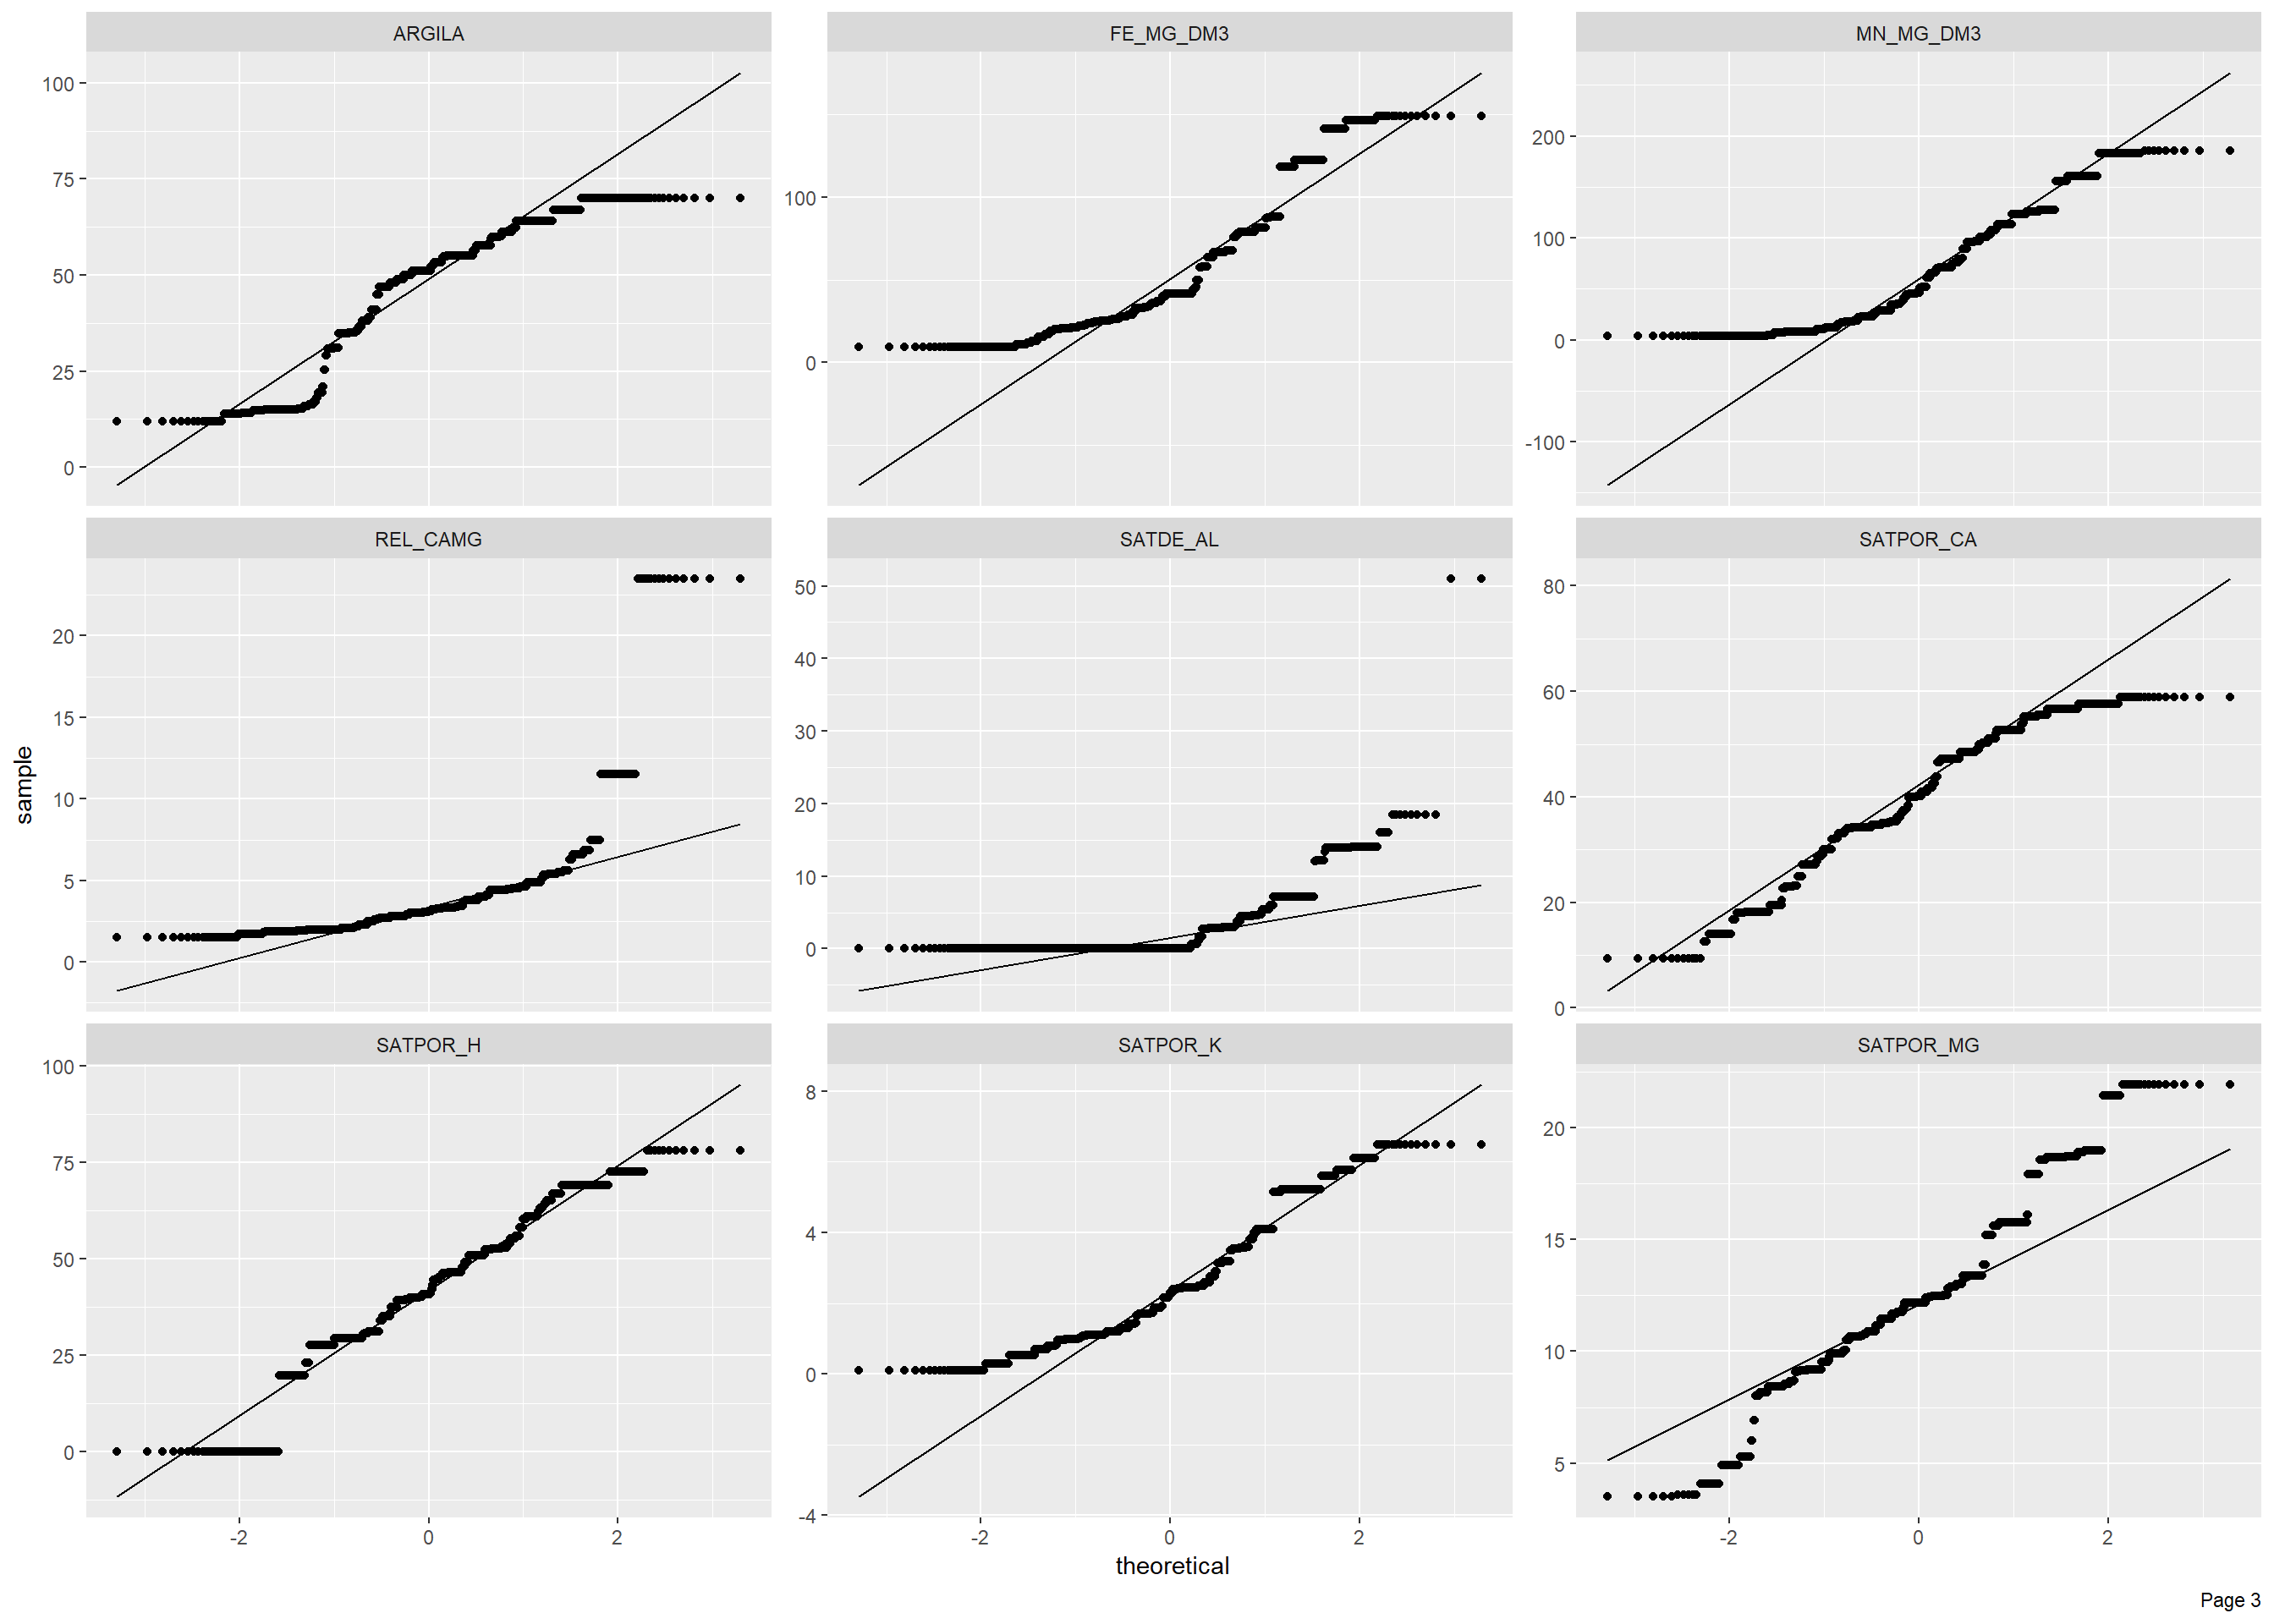 ARGILA
FE_MG_DM3
MN_MG_DM3
100
75
50
25
0
100
0
200
100
0
-100
REL_CAMG
SATDE_AL
SATPOR_CA
20
15
10
5
0
50
40
30
20
10
0
80
60
40
20
0
sample
SATPOR_H
SATPOR_K
SATPOR_MG
100
75
50
25
0
8
4
0
-4
20
15
10
5
-2 0 2
-2 0 2
-2 0 2
theoretical
Page 3